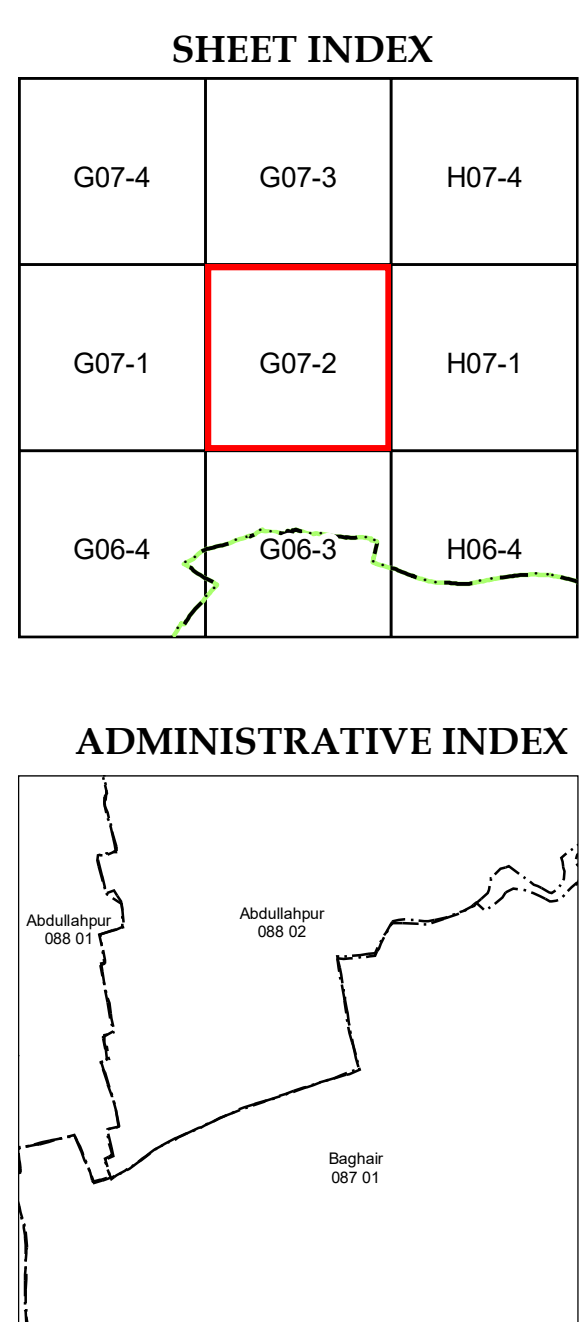 SHEET INDEX
G07-4 G07-3 H07-4
G07-1 G07-2 H07-1
G06-4 G06-3 H06-4
ADMINISTRATIVE INDEX
Abdullahpur
088 01
Abdullahpur
088 02
Baghair
087 01